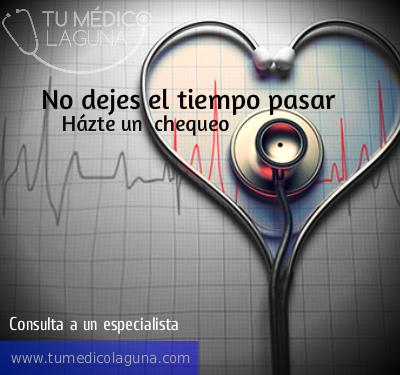 TU MÉDICO
LAGUNA
No dejes el tiempo pasar
Házte un chequeo
Consulta a un especialista
www.tumedicolaguna.com